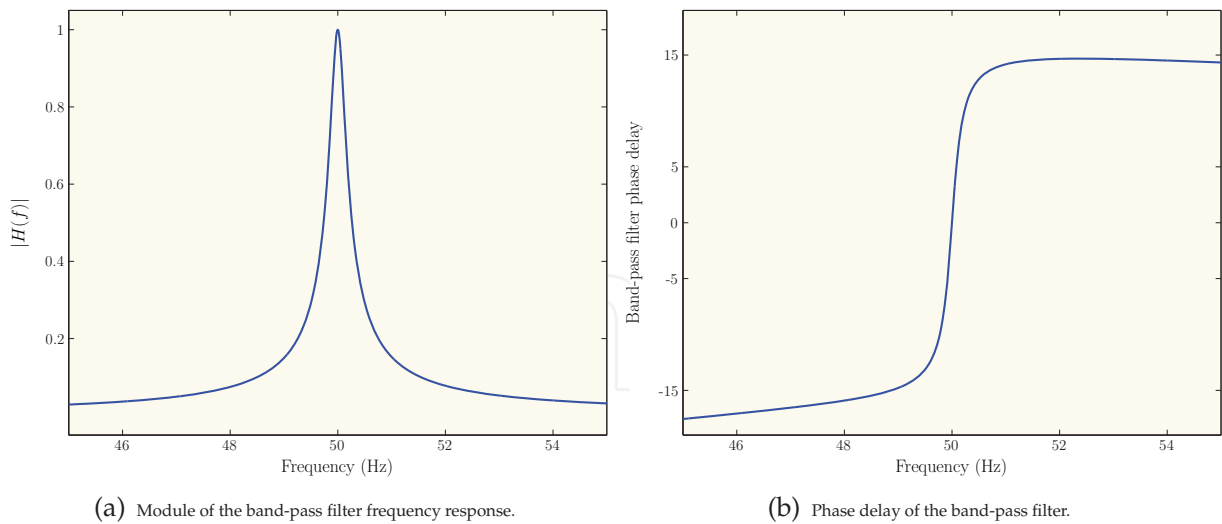 1
0.8
0.6
0.4
0.2
|H(f)|
46 48 50 52 54
Frequency (Hz)
(a) Module of the band-pass filter frequency response.
15
5
0
-5
-15
Band-pass filter phase delay
46 48 50 52 54
Frequency (Hz)
(b) Phase delay of the band-pass filter.